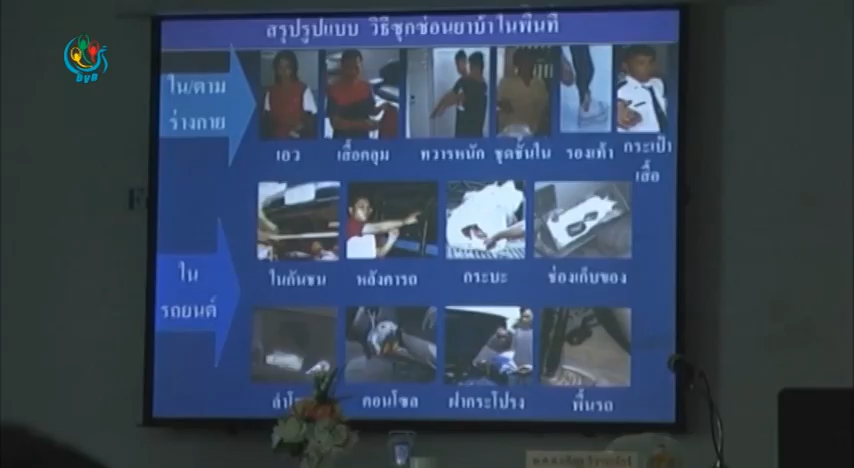 DVB
สรุปรูปแบบ วิธีซุกซ่อนยาบ้าในพื้นที่
ใน/ตาม
ร่างกาย
เอว เสื้อคลุม ทวารหนัก ชุดชั้นใน รองเท้า กระเป๋า
เสื้อ
ใน
รถยนต์
ในกันชน หลังคารถ กระบะ ช่องเก็บของ
คอนโซล ฝากระโปรง พื้นรถ